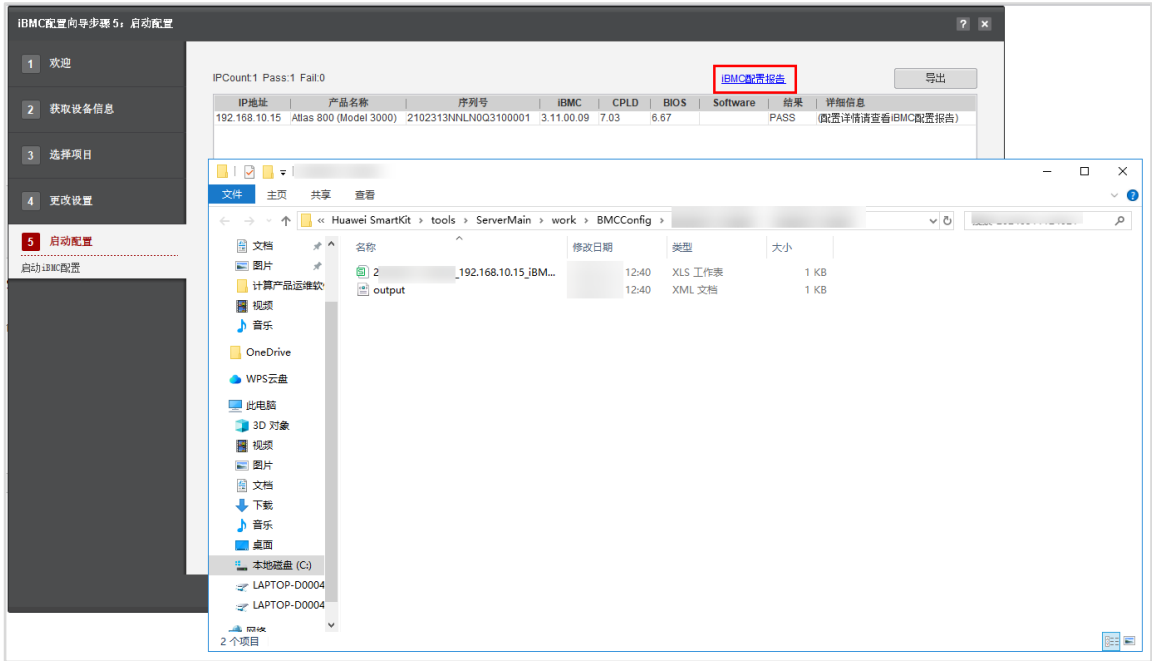 iBMC配置向导步骤 5：启动配置
? ×
1 欢迎
2 获取设备信息
3 选择项目
4 更改设置
5 启动配置
启动iBMC配置
IPCount:1 Pass:1 Fail:0
iBMC配置报告
导出
IP地址 产品名称 序列号 iBMC CPLD BIOS Software 结果 详细信息
192.168.10.15 Atlas 800 (Model 3000) 2102313NNLN0Q3100001 3.11.00.09 7.03 6.67 PASS (配置详情请查看iBMC配置报告)
文件 主页 共享 查看
« Huawei SmartKit › tools › ServerMain › work › BMCConfig ›
名称 修改日期 类型 大小
2 _192.168.10.15_iBM... 12:40 XLS 工作表 1 KB
output 12:40 XML 文档 1 KB
文档
图片
计算产品运维软
视频
音乐
OneDrive
WPS云盘
此电脑
3D 对象
视频
图片
文档
下载
音乐
桌面
本地磁盘 (C:)
LAPTOP-D0004
LAPTOP-D0004
网络
2 个项目